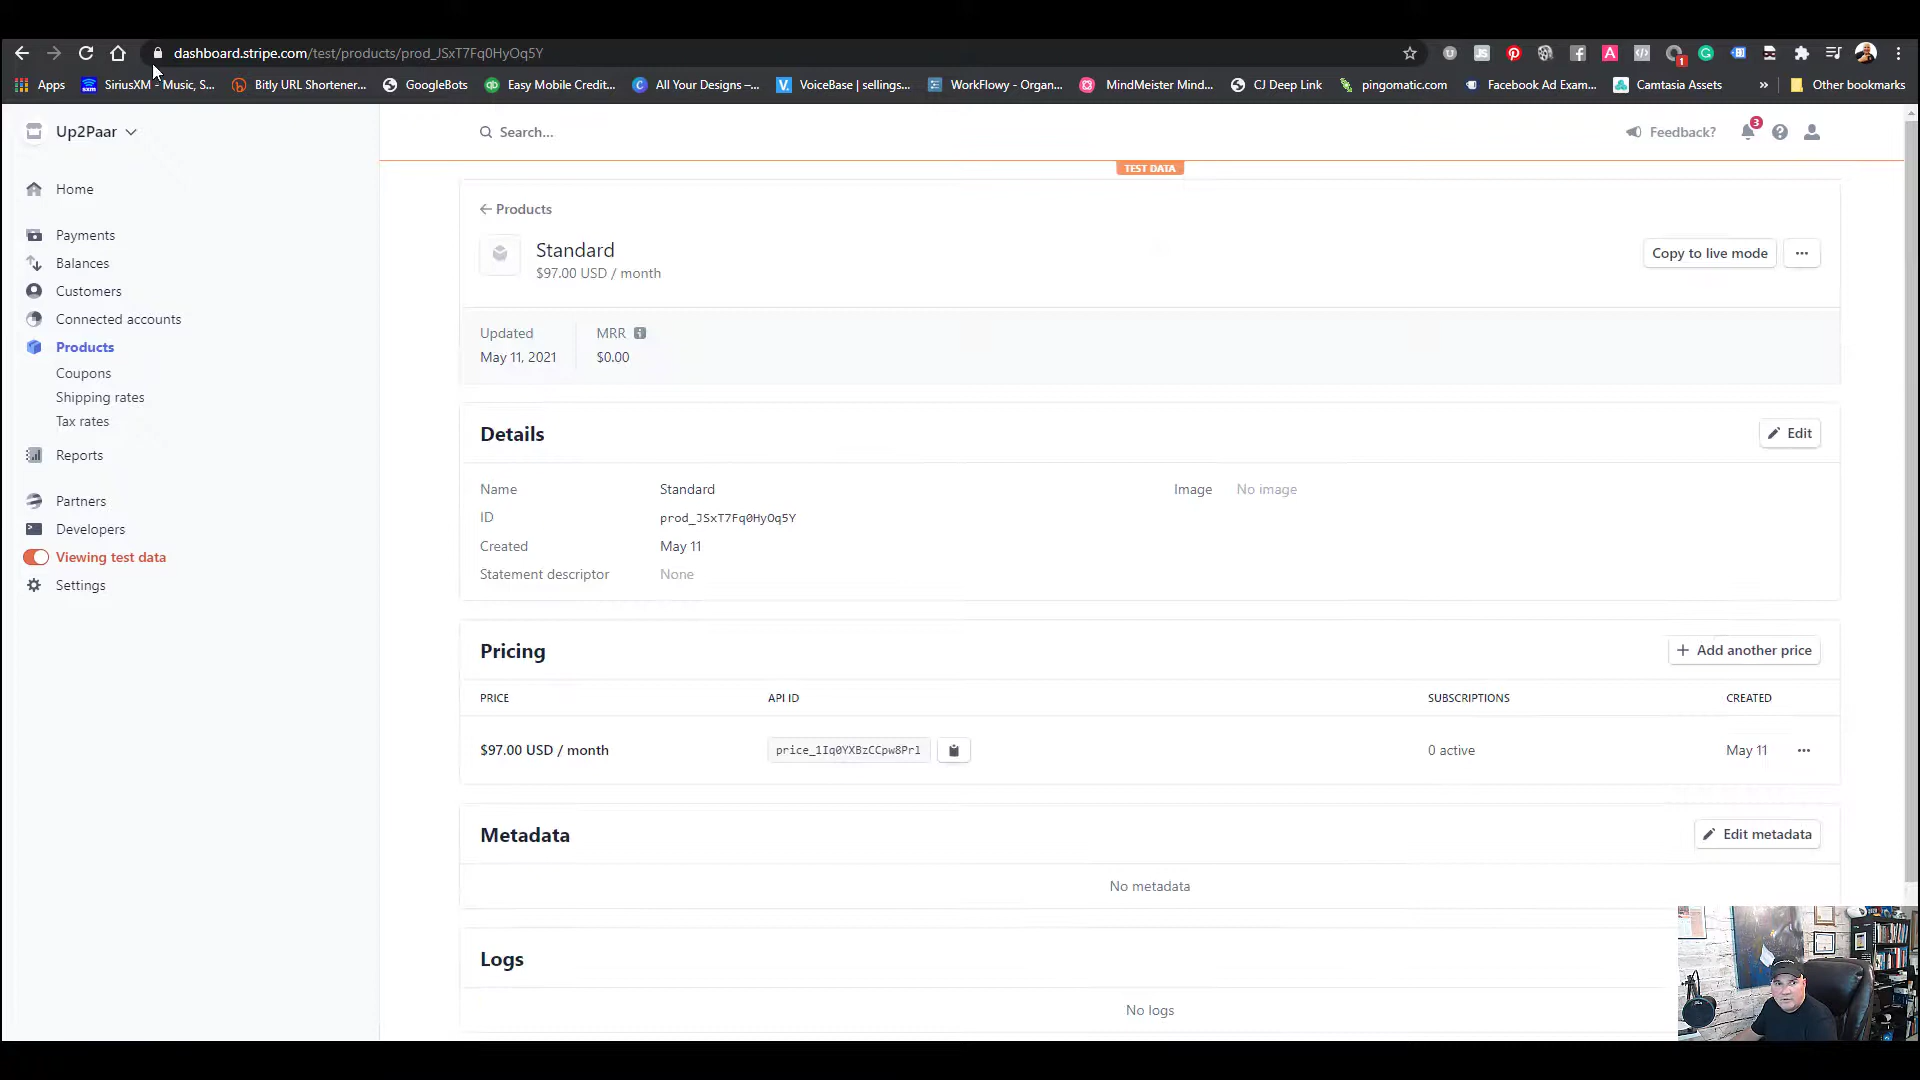 dashboard.stripe.com/test/products/prod_JSxT7Fq0HyOq5Y
Apps
SiriusXM - Music, S...
Bitly URL Shortener...
GoogleBots
Easy Mobile Credit...
All Your Designs –...
VoiceBase | sellings...
WorkFlowy - Organ...
MindMeister Mind...
CJ Deep Link
pingomatic.com
Facebook Ad Exam...
Camtasia Assets
»
Other bookmarks
Up2Paar
Search...
Feedback?
3
TEST DATA
Home
Payments
Balances
Customers
Connected accounts
Products
Coupons
Shipping rates
Tax rates
Reports
Partners
Developers
Viewing test data
Settings
← Products
Standard
$97.00 USD / month
Copy to live mode
...
Updated
May 11, 2021
MRR
$0.00
Details
Edit
Name Standard
Image No image
ID prod_JSxT7Fq0HyOq5Y
Created May 11
Statement descriptor None
Pricing
+ Add another price
PRICE API ID SUBSCRIPTIONS CREATED
$97.00 USD / month price_1Iq0YXBzCCpw8Prl 0 active May 11 ...
Metadata
Edit metadata
No metadata
Logs
No logs